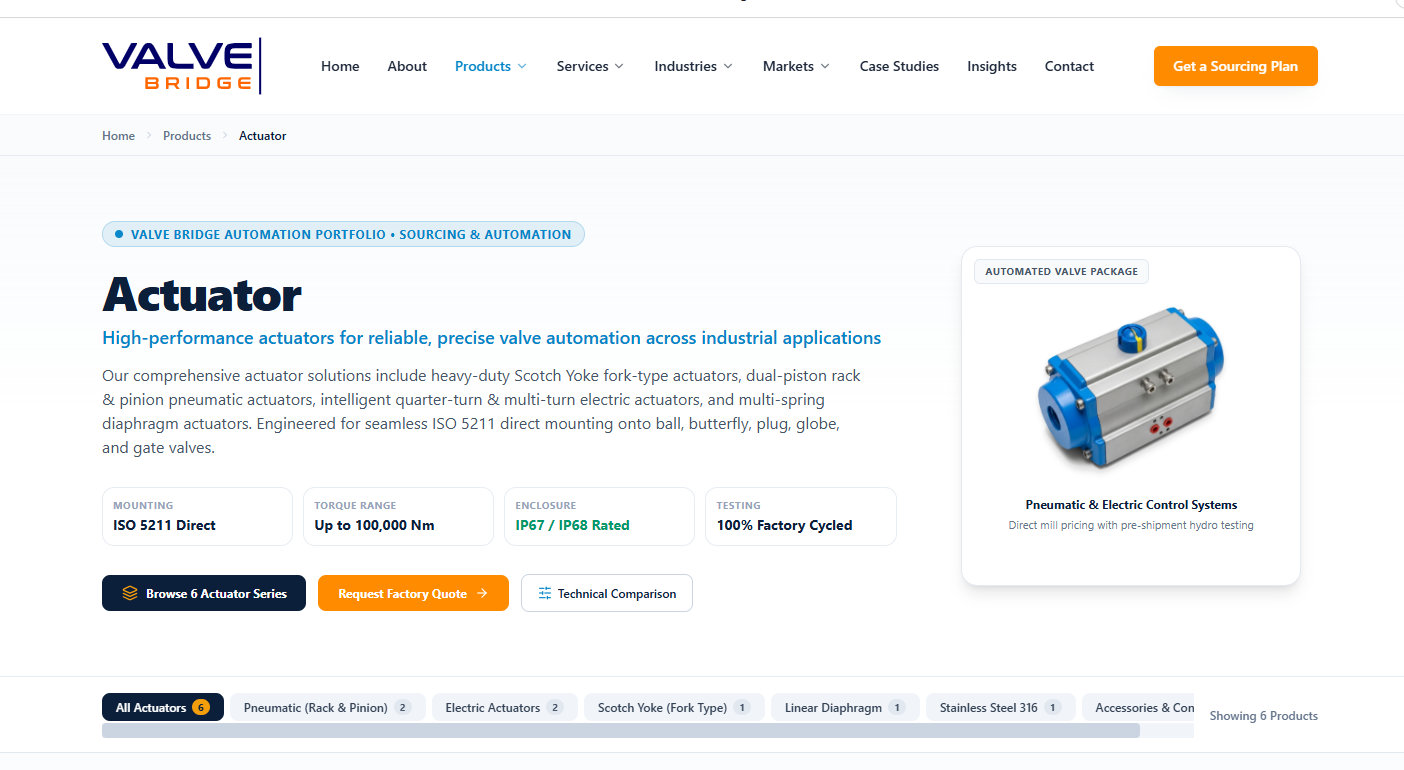 VALVE
BRIDGE
Home
About
Products
Services
Industries
Markets
Case Studies
Insights
Contact
Get a Sourcing Plan
Home
Products
Actuator
VALVE BRIDGE AUTOMATION PORTFOLIO • SOURCING & AUTOMATION
Actuator
High-performance actuators for reliable, precise valve automation across industrial applications
Our comprehensive actuator solutions include heavy-duty Scotch Yoke fork-type actuators, dual-piston rack
& pinion pneumatic actuators, intelligent quarter-turn & multi-turn electric actuators, and multi-spring
diaphragm actuators. Engineered for seamless ISO 5211 direct mounting onto ball, butterfly, plug, globe,
and gate valves.
MOUNTING
ISO 5211 Direct
TORQUE RANGE
Up to 100,000 Nm
ENCLOSURE
IP67 / IP68 Rated
TESTING
100% Factory Cycled
Browse 6 Actuator Series
Request Factory Quote
Technical Comparison
AUTOMATED VALVE PACKAGE
Pneumatic & Electric Control Systems
Direct mill pricing with pre-shipment hydro testing
All Actuators 6
Pneumatic (Rack & Pinion) 2
Electric Actuators 2
Scotch Yoke (Fork Type) 1
Linear Diaphragm 1
Stainless Steel 316 1
Accessories & Con
Showing 6 Products